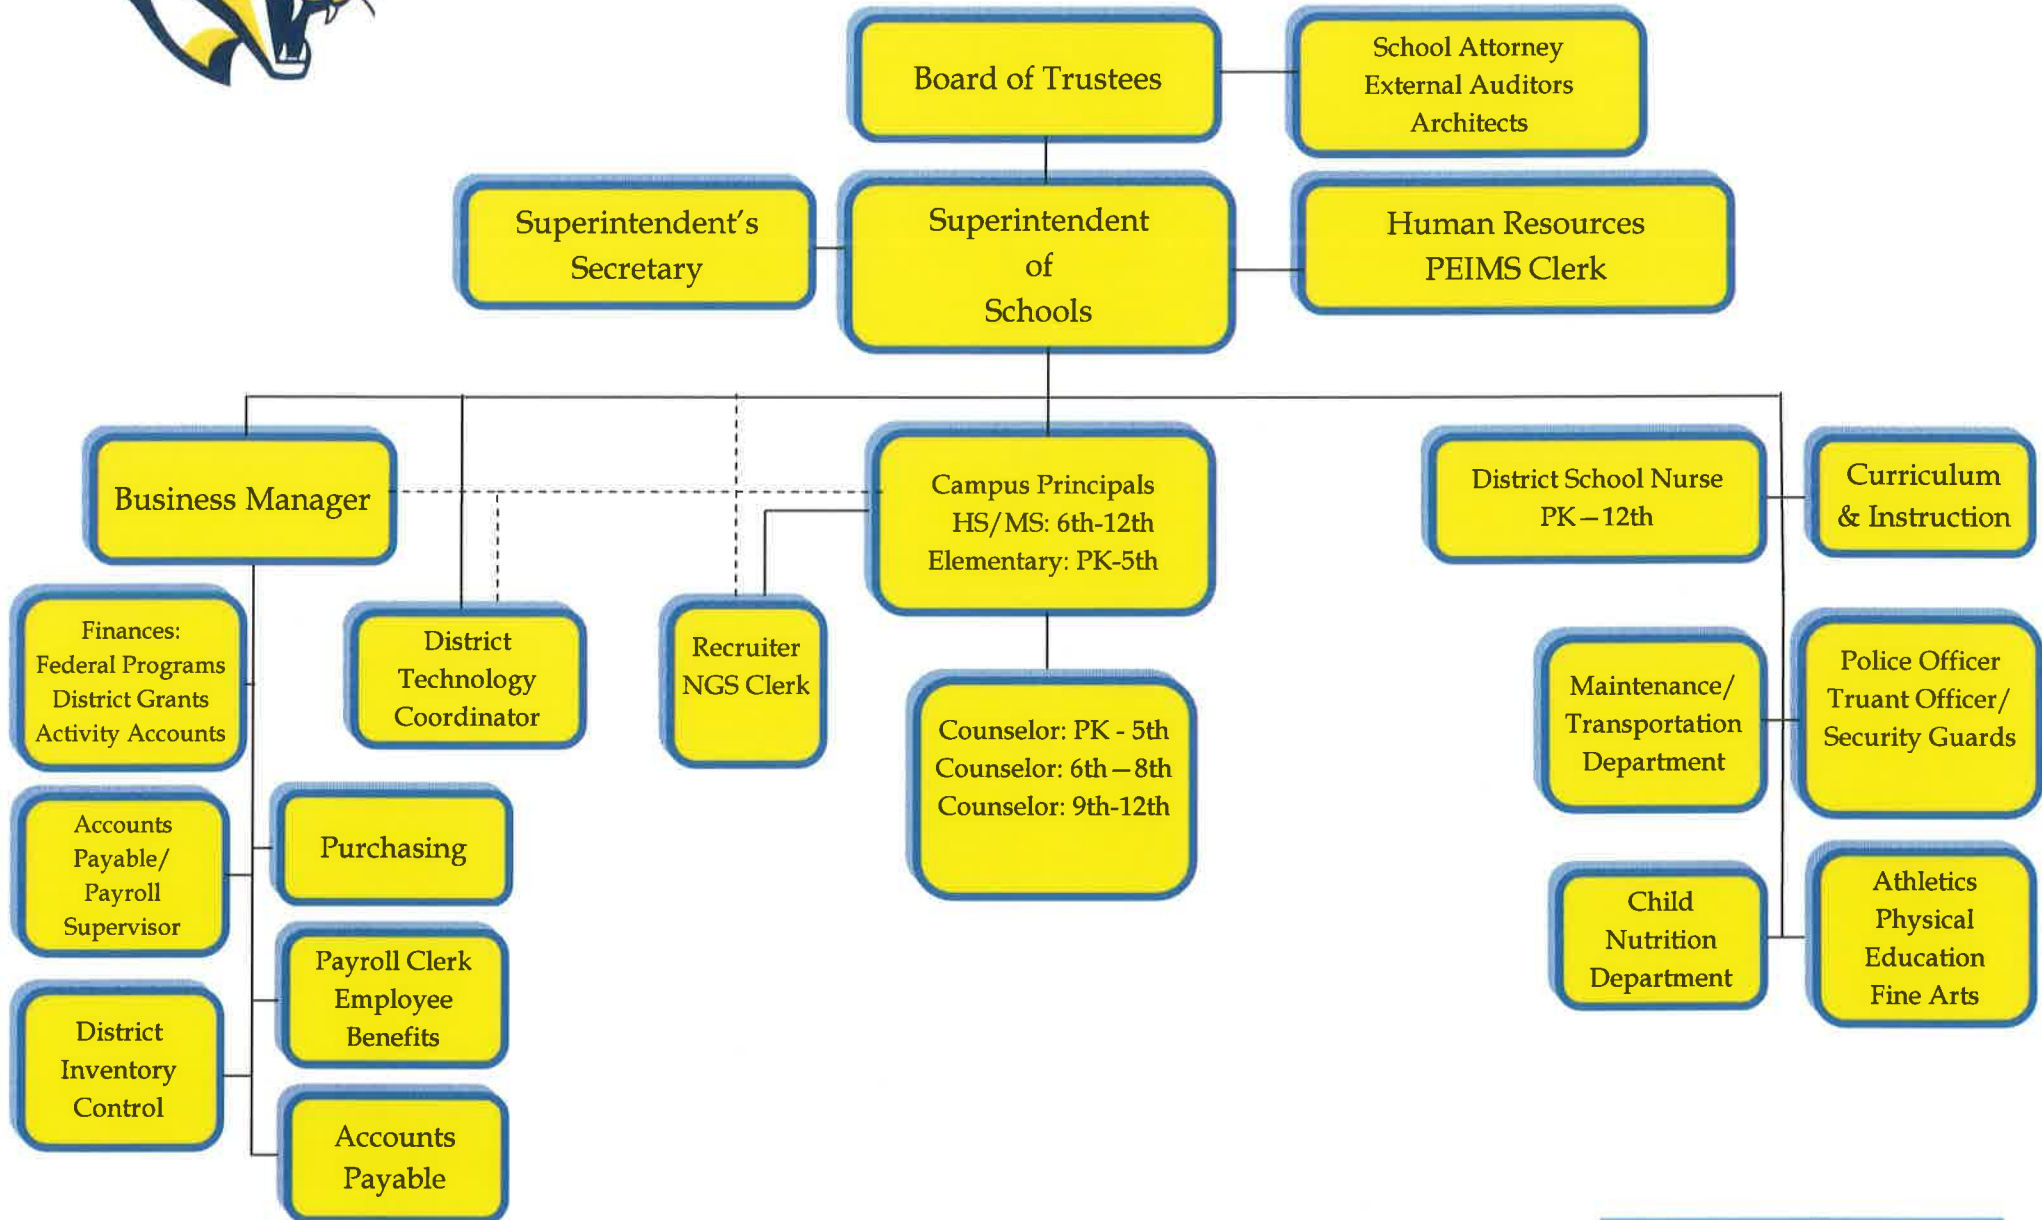 Board of Trustees
School Attorney
External Auditors
Architects
Superintendent's
Secretary
Superintendent
of
Schools
Human Resources
PEIMS Clerk
Business Manager
Campus Principals
HS/MS: 6th-12th
Elementary: PK-5th
District School Nurse
PK—12th
Curriculum
& Instruction
Finances:
Federal Programs
District Grants
Activity Accounts
District
Technology
Coordinator
Recruiter
NGS Clerk
Counselor: PK - 5th
Counselor: 6th—8th
Counselor: 9th-12th
Maintenance/
Transportation
Department
Police Officer
Truant Officer/
Security Guards
Accounts
Payable/
Payroll
Supervisor
Purchasing
Child
Nutrition
Department
Athletics
Physical
Education
Fine Arts
Payroll Clerk
Employee
Benefits
District
Inventory
Control
Accounts
Payable